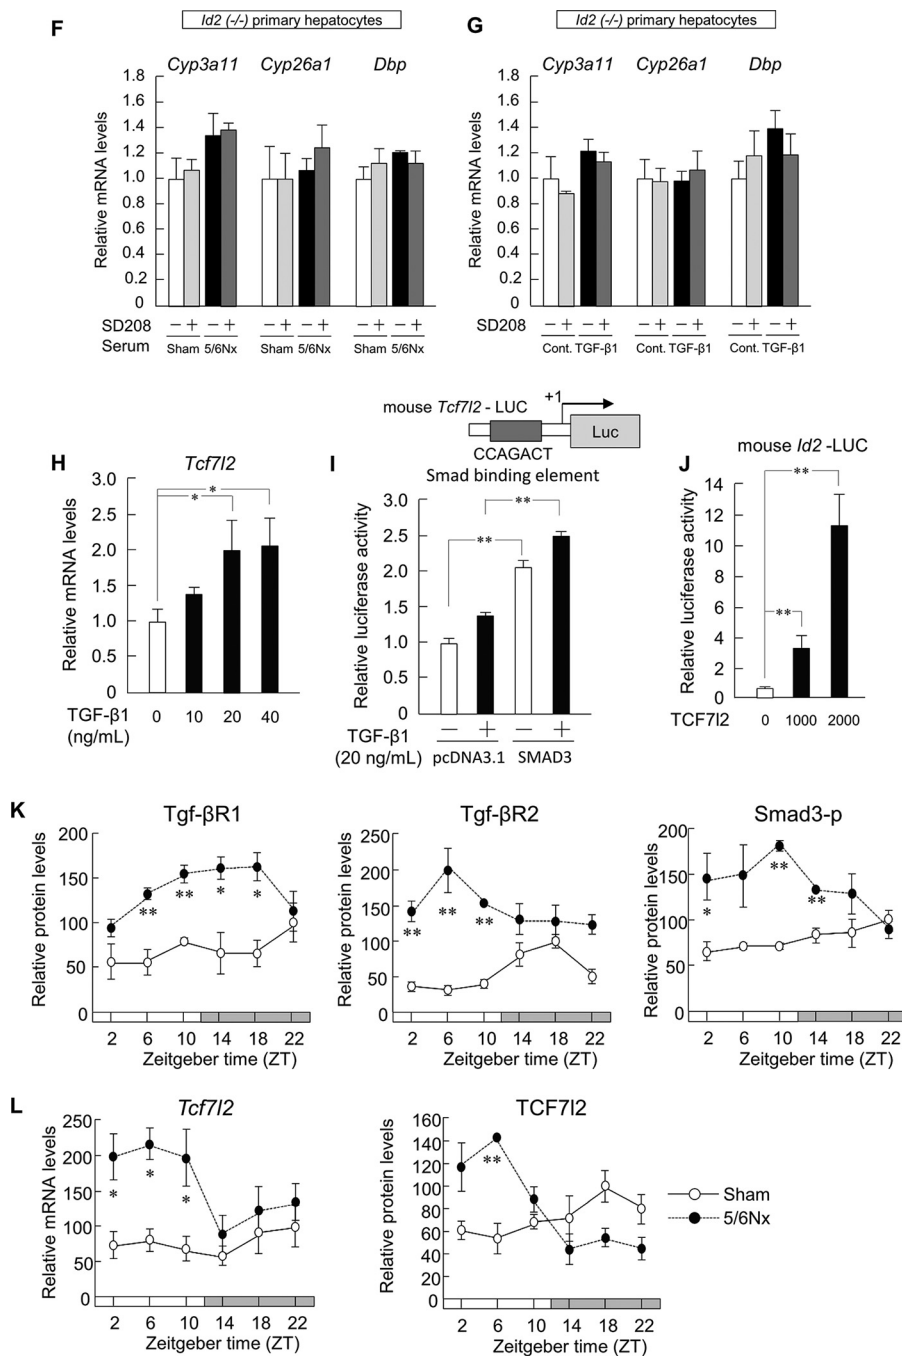 F
Id2 (-/-) primary hepatocytes
Cyp3a11 Cyp26a1 Dbp
Relative mRNA levels
1.8
1.6
1.4
1.2
1.0
0.8
0.6
0.4
0.2
0
SD208 − + − + − + − + − + − +
Serum Sham 5/6Nx Sham 5/6Nx Sham 5/6Nx
G
Id2 (-/-) primary hepatocytes
Cyp3a11 Cyp26a1 Dbp
Relative mRNA levels
1.8
1.6
1.4
1.2
1.0
0.8
0.6
0.4
0.2
0
SD208 − + − + − + − + − + − +
Cont. TGF-β1 Cont. TGF-β1 Cont. TGF-β1
H
Tcf7l2
Relative mRNA levels
3.0
2.5
2.0
1.5
1.0
0.5
0
*
*
TGF-β1 0 10 20 40
(ng/mL)
I
mouse Tcf7l2 - LUC
+1
Luc
CCAGACT
Smad binding element
Relative luciferase activity
3.0
2.5
2.0
1.5
1.0
0.5
0
**
**
TGF-β1 − + − +
(20 ng/mL) pcDNA3.1 SMAD3
J
mouse Id2 -LUC
Relative luciferase activity
14
12
10
8
6
4
2
0
**
**
TCF7l2 0 1000 2000
K
Tgf-βR1
Relative protein levels
200
150
100
50
0
** ** * *
2 6 10 14 18 22
Zeitgeber time (ZT)
Tgf-βR2
Relative protein levels
250
200
150
100
50
0
** ** **
2 6 10 14 18 22
Zeitgeber time (ZT)
Smad3-p
Relative protein levels
200
150
100
50
0
* ** **
2 6 10 14 18 22
Zeitgeber time (ZT)
L
Tcf7l2
Relative mRNA levels
250
200
150
100
50
0
* * *
2 6 10 14 18 22
Zeitgeber time (ZT)
TCF7l2
Relative protein levels
160
140
120
100
80
60
40
20
0
**
2 6 10 14 18 22
Zeitgeber time (ZT)
Sham
5/6Nx